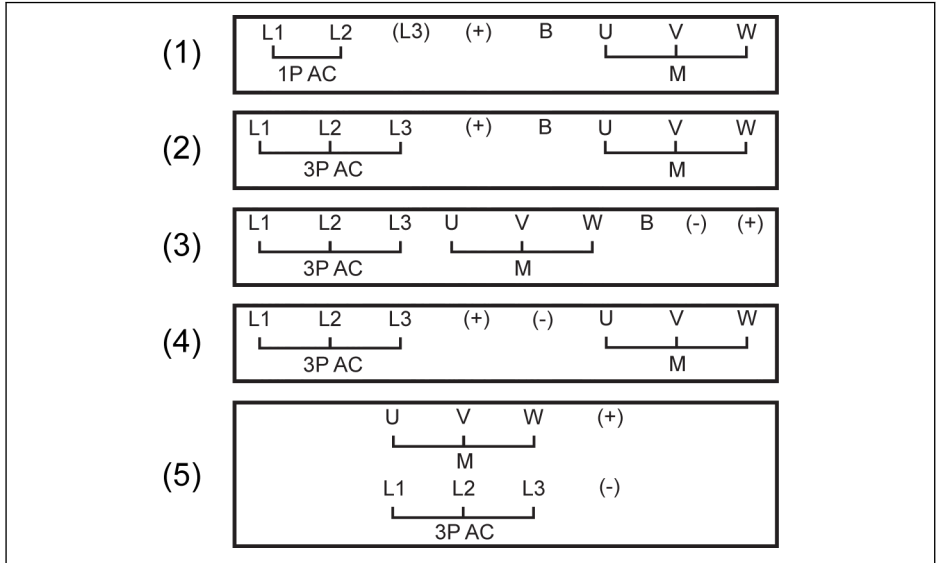 (1) L1 L2 (L3) (+) B U V W
1P AC M
(2) L1 L2 L3 (+) B U V W
3P AC M
(3) L1 L2 L3 U V W B (-) (+)
3P AC M
(4) L1 L2 L3 (+) (-) U V W
3P AC M
(5) U V W (+)
M
L1 L2 L3 (-)
3P AC